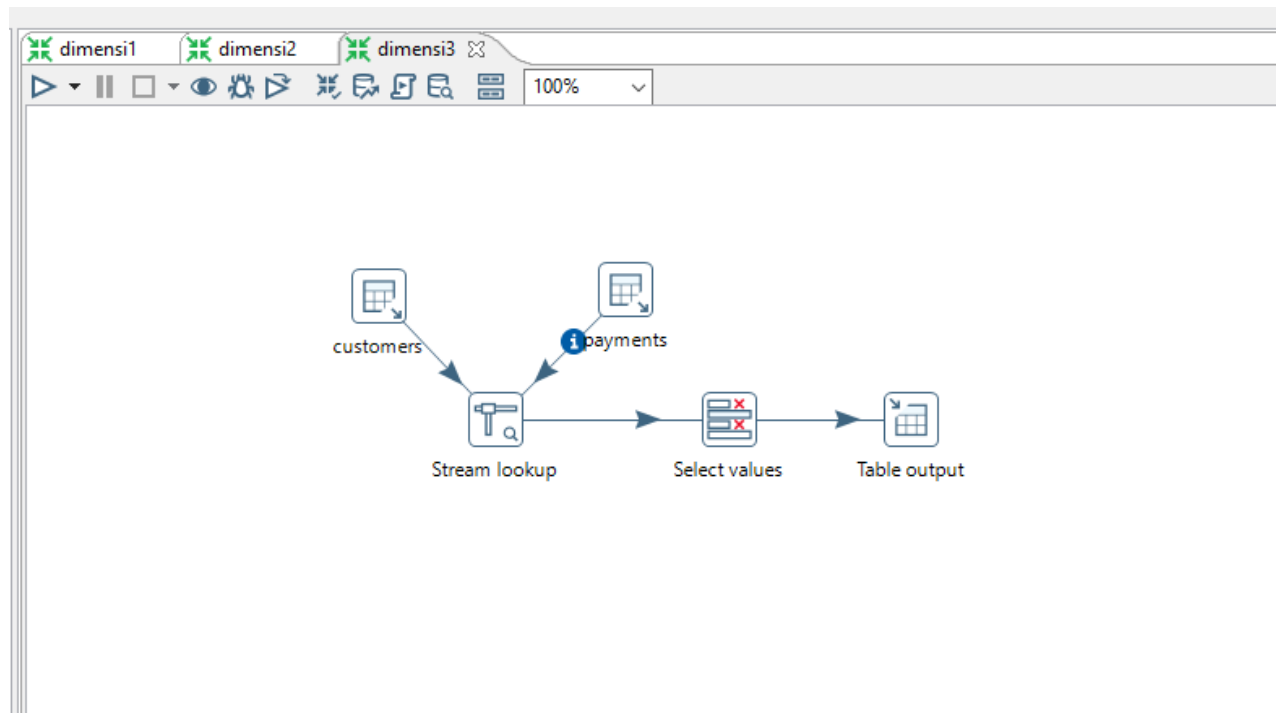 dimensi1 dimensi2 dimensi3
100%
customers
payments
Stream lookup
Select values
Table output